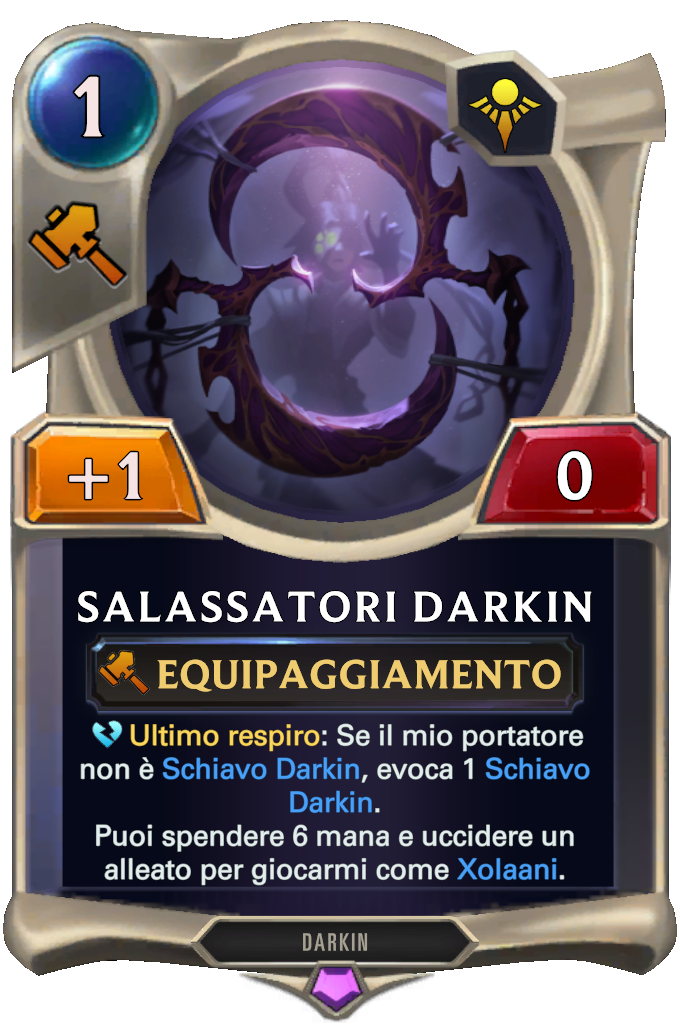 1
+1
0
SALASSATORI DARKIN
EQUIPAGGIAMENTO
Ultimo respiro: Se il mio portatore
non è Schiavo Darkin, evoca 1 Schiavo
Darkin.
Puoi spendere 6 mana e uccidere un
alleato per giocarmi come Xolaani.
DARKIN